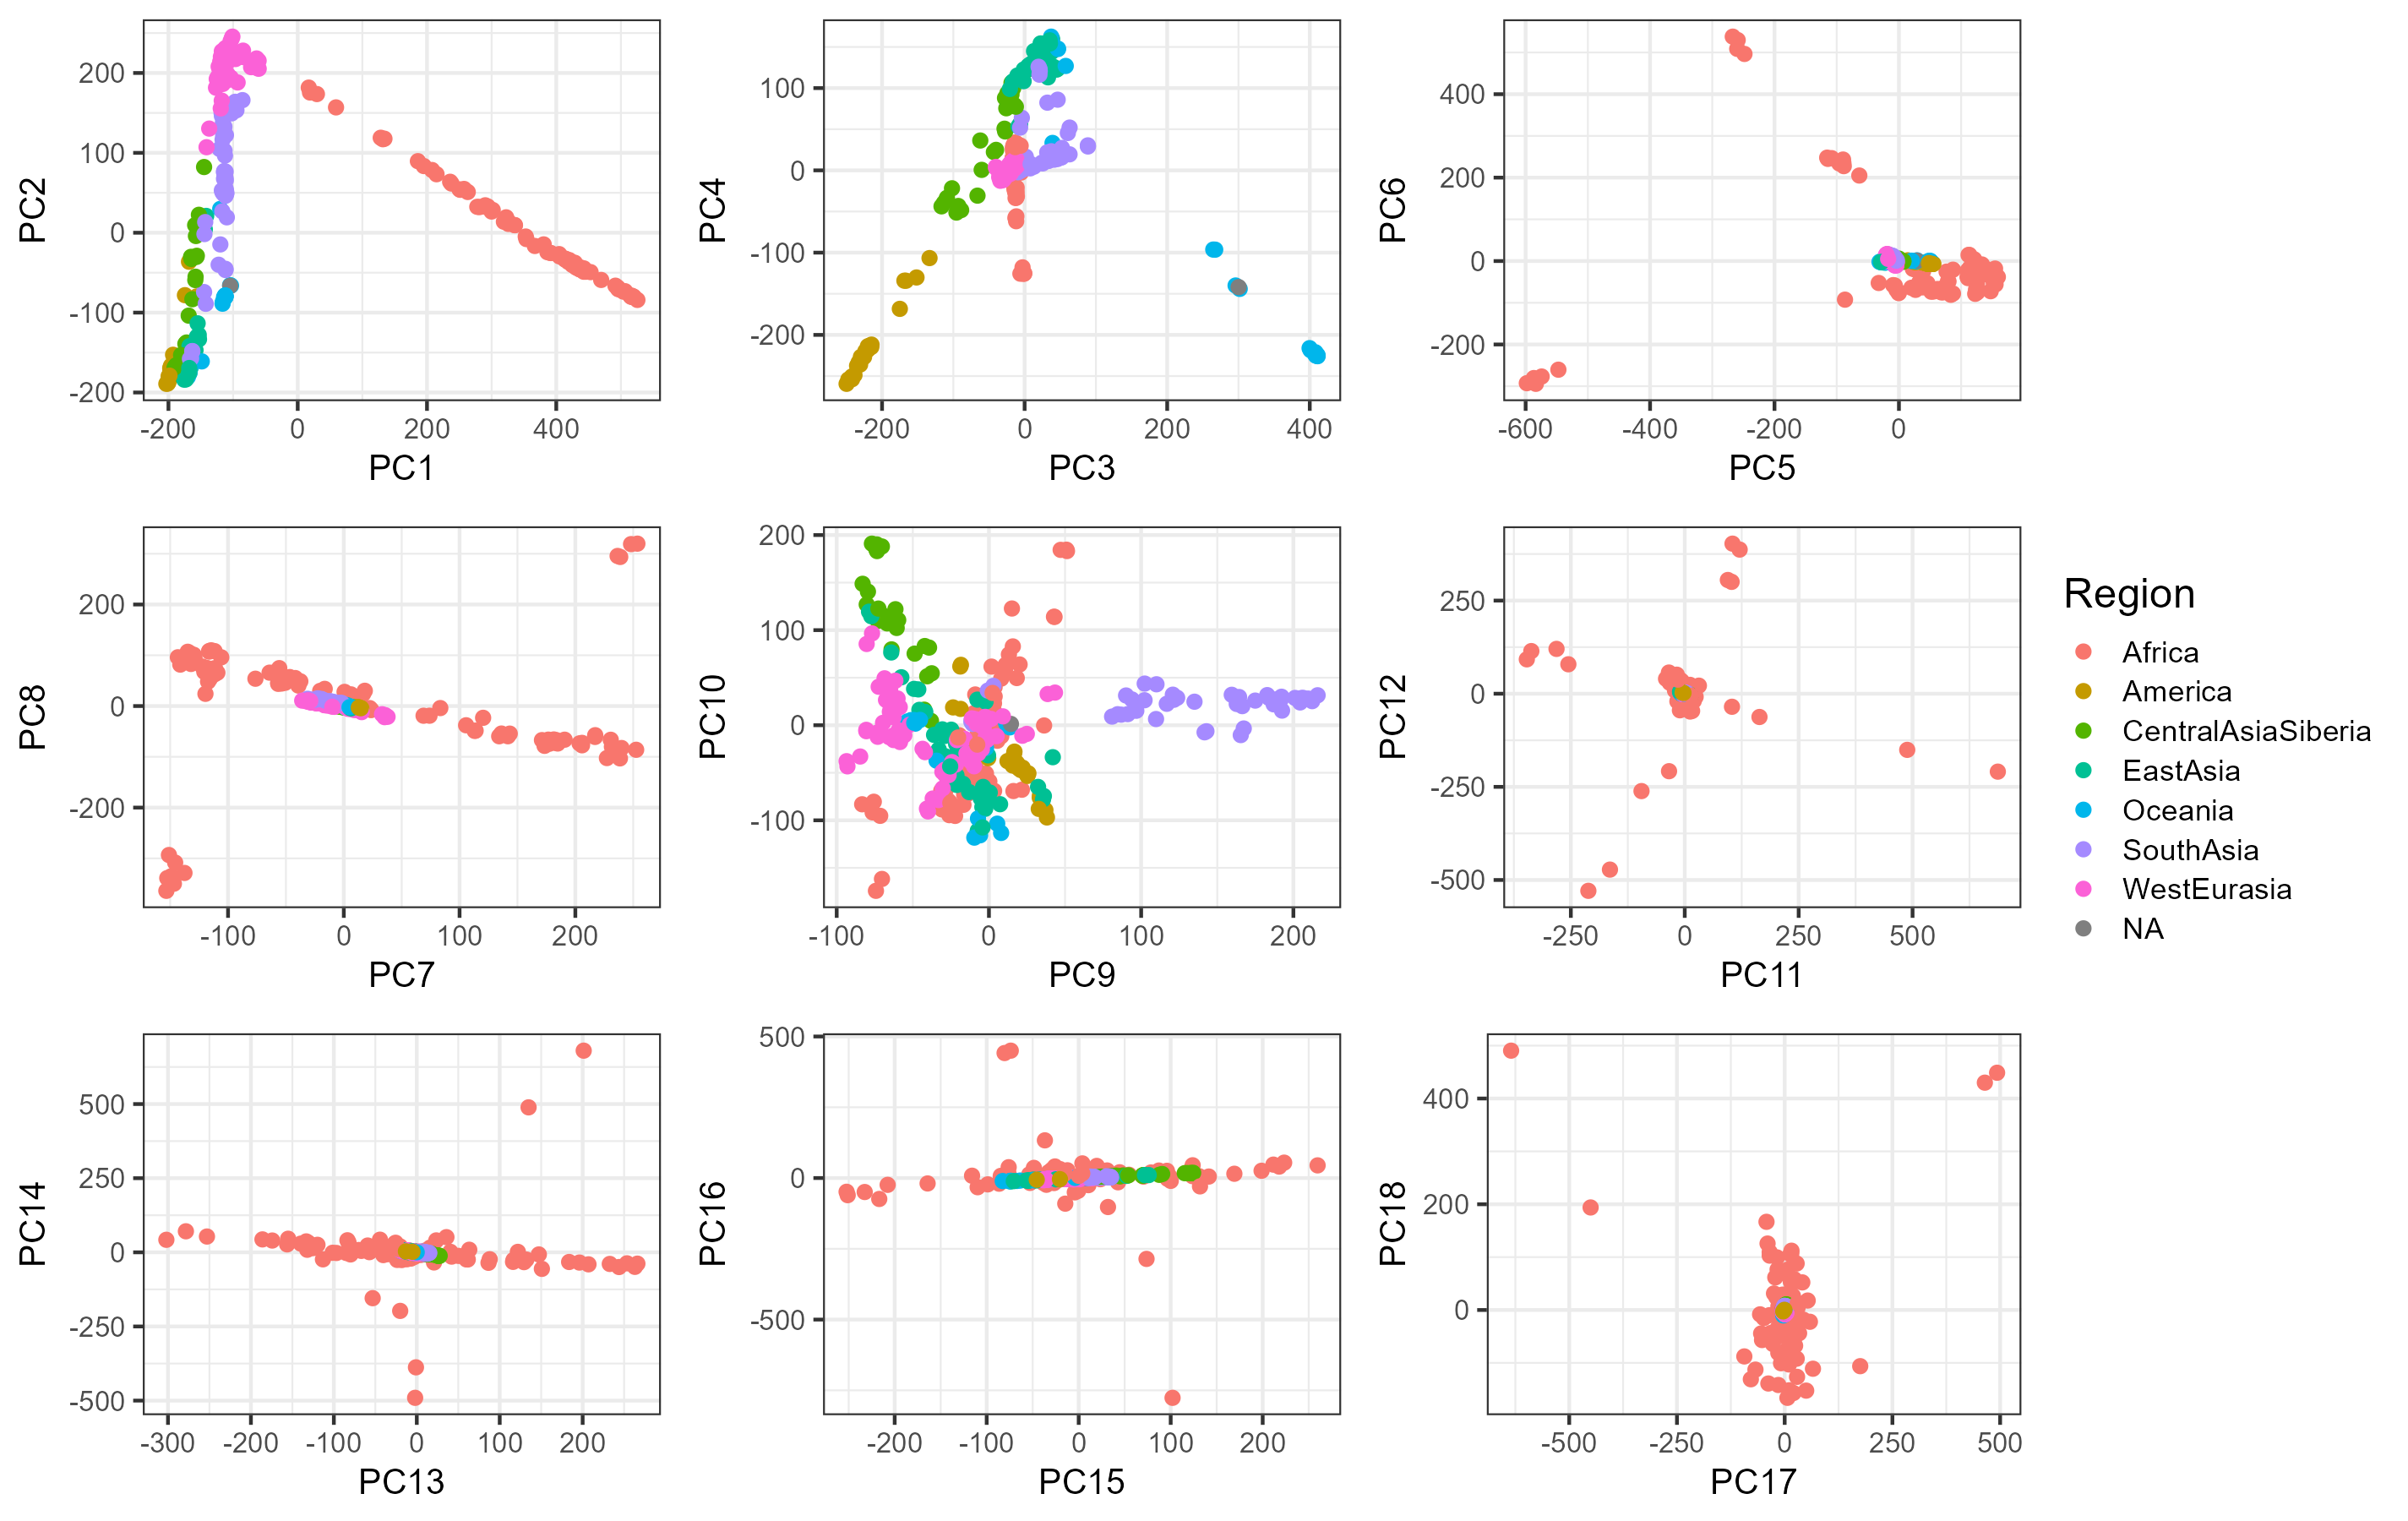 200
100
0
-100
-200
PC2
-200 0 200 400
PC1
100
0
-100
-200
PC4
-200 0 200 400
PC3
400
200
0
-200
PC6
-600 -400 -200 0
PC5
200
0
-200
PC8
-100 0 100 200
PC7
200
100
0
-100
PC10
-100 0 100 200
PC9
250
0
-250
-500
PC12
-250 0 250 500
PC11
Region
Africa
America
CentralAsiaSiberia
EastAsia
Oceania
SouthAsia
WestEurasia
NA
500
250
0
-250
-500
PC14
-300 -200 -100 0 100 200
PC13
500
0
-500
PC16
-200 -100 0 100 200
PC15
400
200
0
PC18
-500 -250 0 250 500
PC17